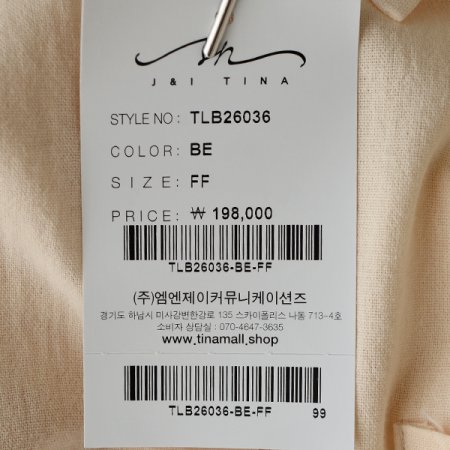 J & I TINA
STYLE NO: TLB26036
COLOR: BE
SIZE: FF
PRICE: ₩ 198,000
TLB26036-BE-FF
(주)엠엔제이커뮤니케이션즈
경기도 하남시 미사강변한강로 135 스카이폴리스 나동 713-4호
소비자 상담실 : 070-4647-3635
www.tinamall.shop
TLB26036-BE-FF 99